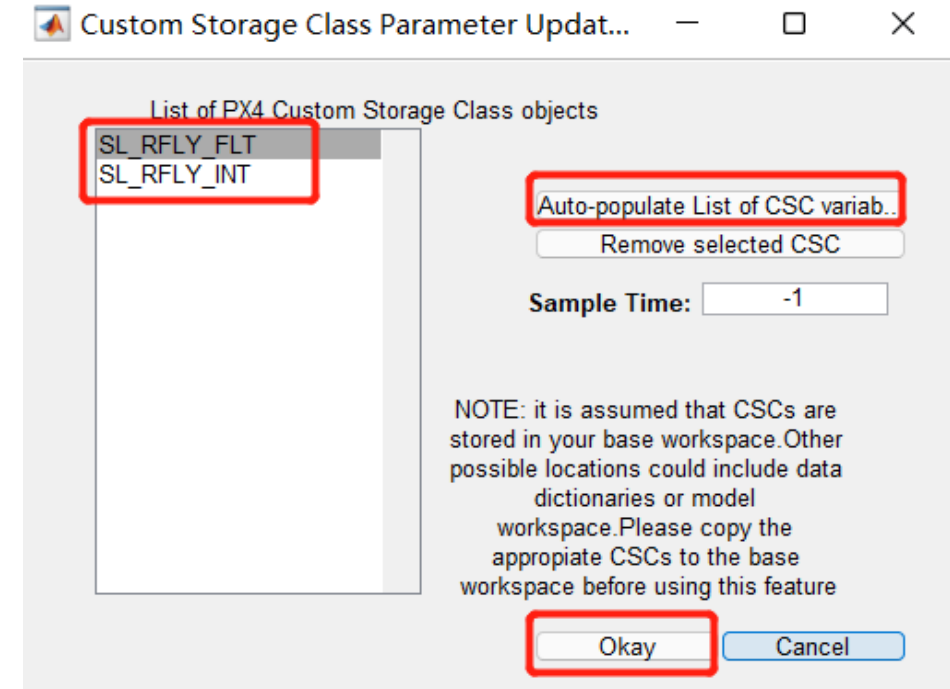 Custom Storage Class Parameter Updat...
List of PX4 Custom Storage Class objects
SL_RFLY_FLT
SL_RFLY_INT
Auto-populate List of CSC variab..
Remove selected CSC
Sample Time: -1
NOTE: it is assumed that CSCs are
stored in your base workspace.Other
possible locations could include data
dictionaries or model
workspace.Please copy the
appropiate CSCs to the base
workspace before using this feature
Okay
Cancel